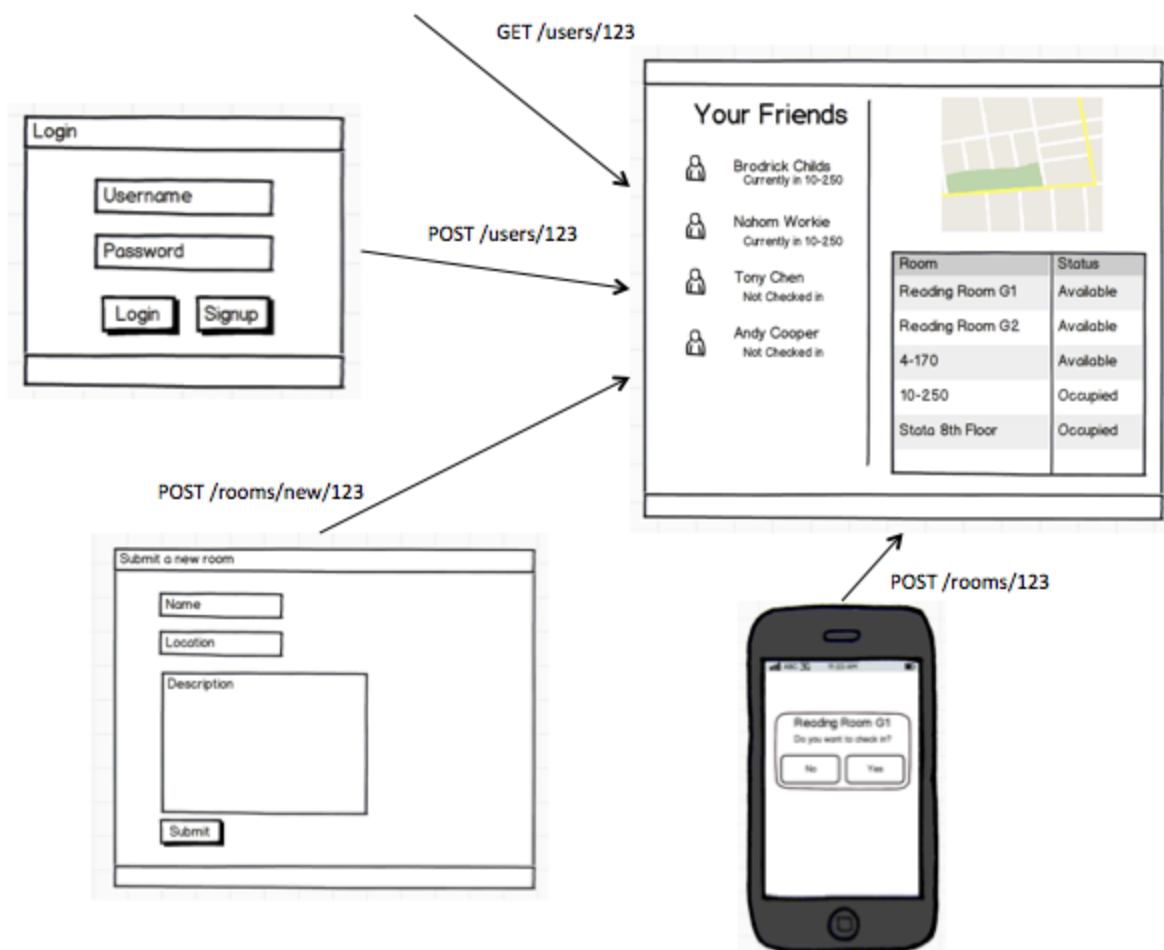 GET /users/123
Login
Username
Password
Login Signup
POST /users/123
Your Friends
Brodrick Childs
Currently in 10-250
Nahom Workie
Currently in 10-250
Tony Chen
Not Checked in
Andy Cooper
Not Checked in
Room Status
Reading Room G1 Available
Reading Room G2 Available
4-170 Available
10-250 Occupied
Stata 8th Floor Occupied
POST /rooms/new/123
Submit a new room
Name
Location
Description
Submit
POST /rooms/123
ABC 3G
Reading Room G1
Do you want to check in?
No Yes